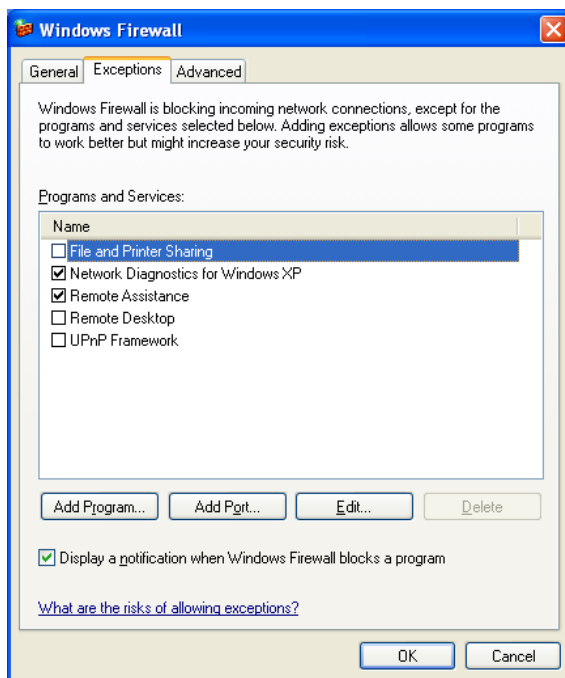 Windows Firewall
General Exceptions Advanced
Windows Firewall is blocking incoming network connections, except for the
programs and services selected below. Adding exceptions allows some programs
to work better but might increase your security risk.
Programs and Services:
Name
File and Printer Sharing
Network Diagnostics for Windows XP
Remote Assistance
Remote Desktop
UPnP Framework
Add Program... Add Port... Edit... Delete
Display a notification when Windows Firewall blocks a program
What are the risks of allowing exceptions?
OK Cancel